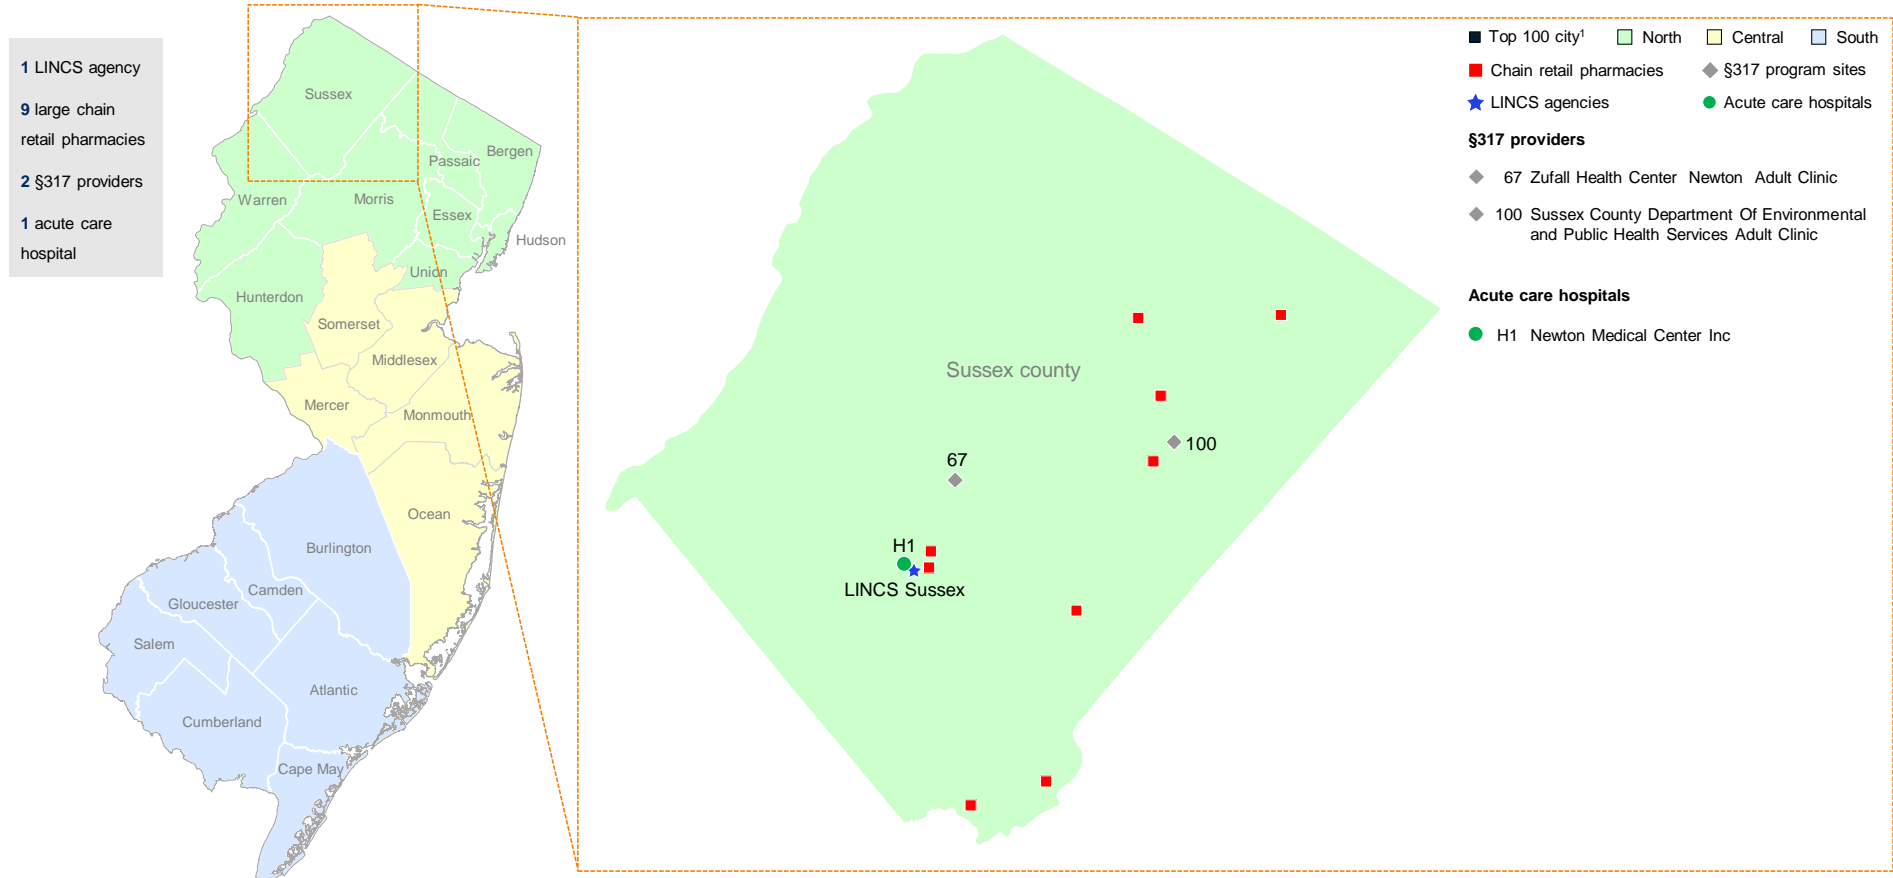 1 LINCS agency
9 large chain
retail pharmacies
2 §317 providers
1 acute care
hospital
Sussex
Passaic
Bergen
Warren
Morris
Essex
Hudson
Union
Hunterdon
Somerset
Middlesex
Mercer
Monmouth
Ocean
Burlington
Camden
Gloucester
Salem
Atlantic
Cumberland
Cape May
Sussex county
100
67
H1
LINCS Sussex
Top 100 city¹ North Central South
Chain retail pharmacies §317 program sites
LINCS agencies Acute care hospitals
§317 providers
67 Zufall Health Center Newton Adult Clinic
100 Sussex County Department Of Environmental
and Public Health Services Adult Clinic
Acute care hospitals
H1 Newton Medical Center Inc